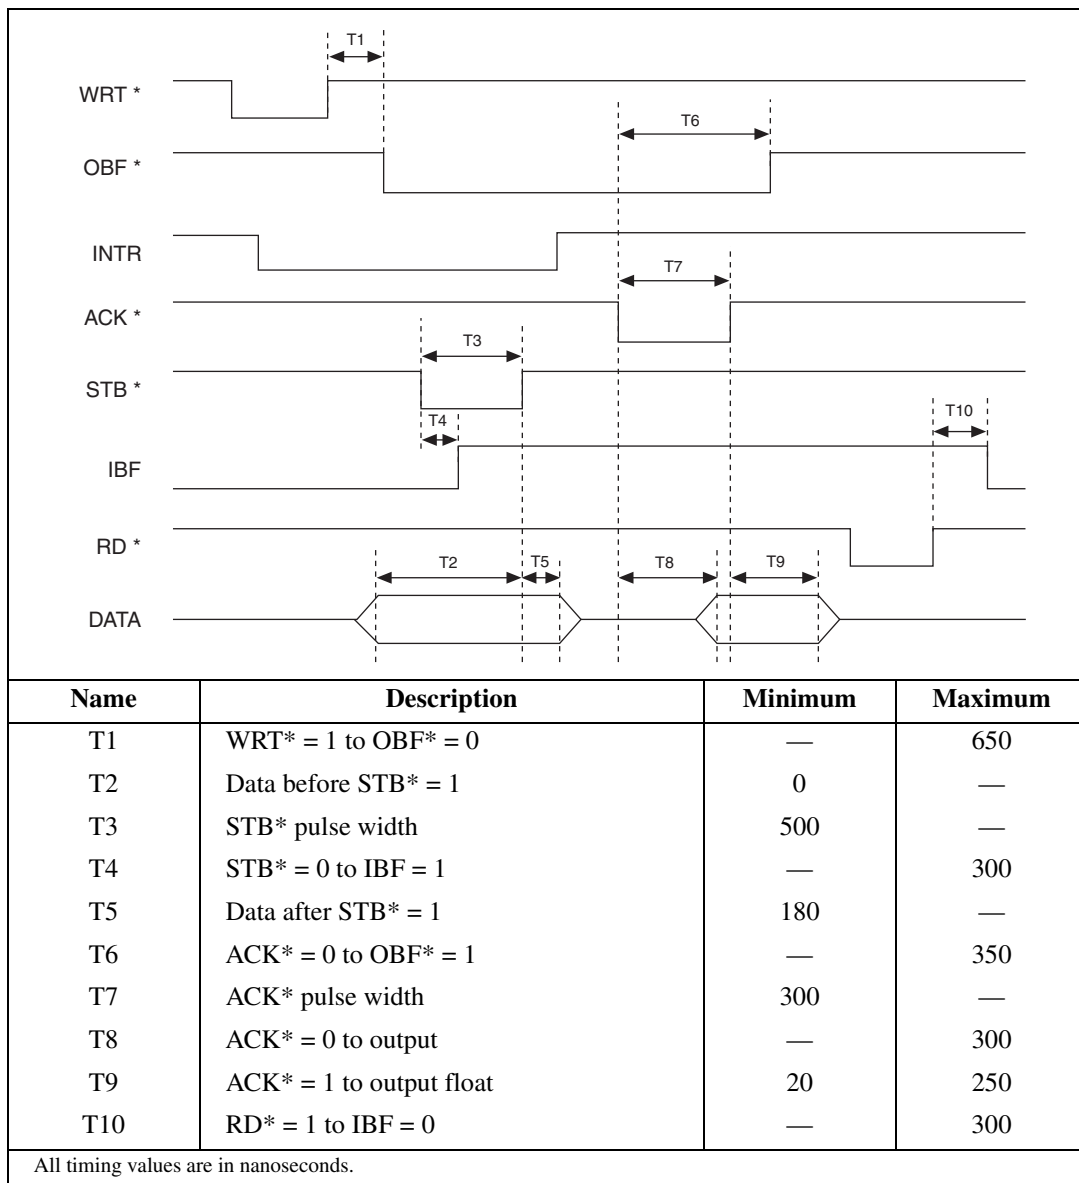 T1
WRT *
T6
OBF *
INTR
T7
ACK *
T3
STB *
T4
T10
IBF
RD *
T2
T5
T8
T9
DATA
Name Description Minimum Maximum
T1 WRT* = 1 to OBF* = 0 — 650
T2 Data before STB* = 1 0 —
T3 STB* pulse width 500 —
T4 STB* = 0 to IBF = 1 — 300
T5 Data after STB* = 1 180 —
T6 ACK* = 0 to OBF* = 1 — 350
T7 ACK* pulse width 300 —
T8 ACK* = 0 to output — 300
T9 ACK* = 1 to output float 20 250
T10 RD* = 1 to IBF = 0 — 300
All timing values are in nanoseconds.